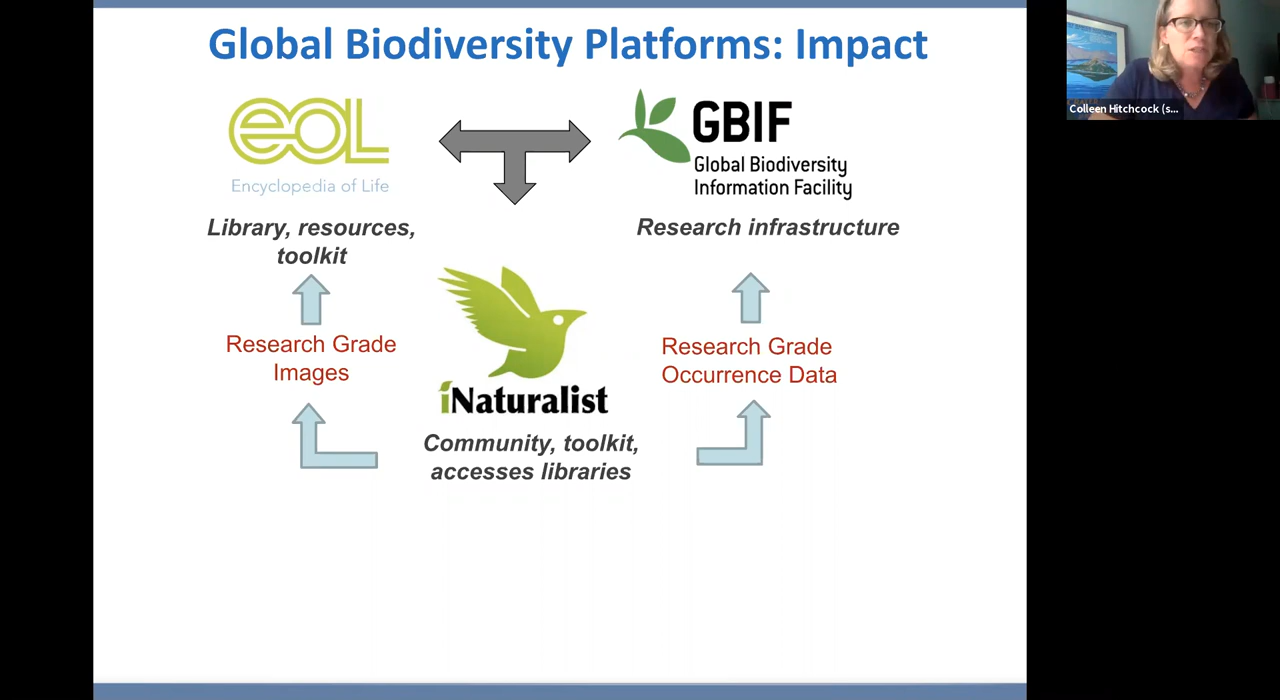 Global Biodiversity Platforms: Impact
eOL
Encyclopedia of Life
Library, resources,
toolkit
GBIF
Global Biodiversity
Information Facility
Research infrastructure
Research Grade
Images
iNaturalist
Community, toolkit,
accesses libraries
Research Grade
Occurrence Data
Colleen Hitchcock (s...